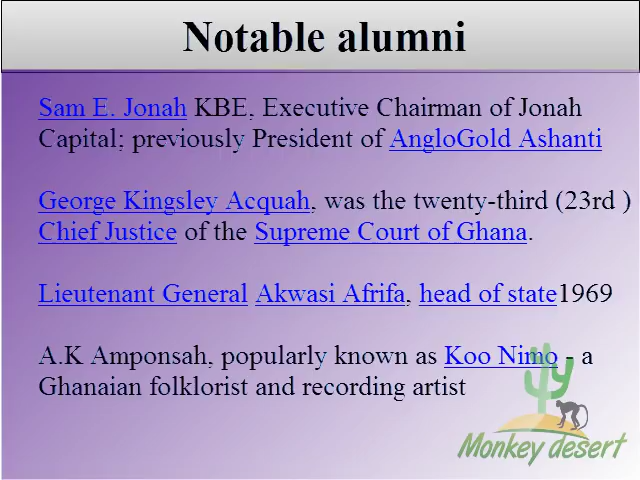 Notable alumni
Sam E. Jonah KBE, Executive Chairman of Jonah
Capital; previously President of AngloGold Ashanti
George Kingsley Acquah, was the twenty-third (23rd )
Chief Justice of the Supreme Court of Ghana.
Lieutenant General Akwasi Afrifa, head of state1969
A.K Amponsah, popularly known as Koo Nimo - a
Ghanaian folklorist and recording artist
Monkey desert